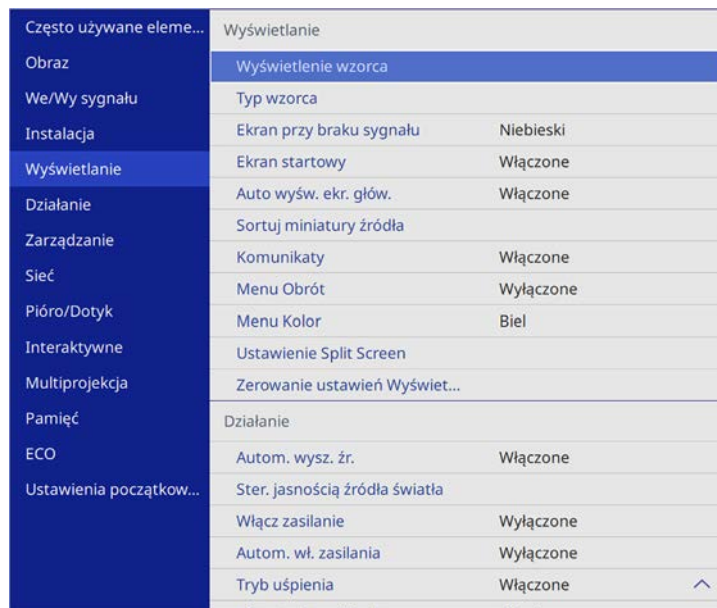 Często używane eleme...
Obraz
We/Wy sygnału
Instalacja
Wyświetlanie
Działanie
Zarządzanie
Sieć
Pióro/Dotyk
Interaktywne
Multiprojekcja
Pamięć
ECO
Ustawienia początkow...
Wyświetlanie
Wyświetlenie wzorca
Typ wzorca
Ekran przy braku sygnału Niebieski
Ekran startowy Włączone
Auto wyśw. ekr. główn. Włączone
Sortuj miniatury źródła
Komunikaty Włączone
Menu Obrót Wyłączone
Menu Kolor Biel
Ustawienie Split Screen
Zerowanie ustawień Wyświet...
Działanie
Autom. wysz. źr. Włączone
Ster. jasnością źródła światła
Włącz zasilanie Wyłączone
Autom. wł. zasilania Wyłączone
Tryb uśpienia Włączone